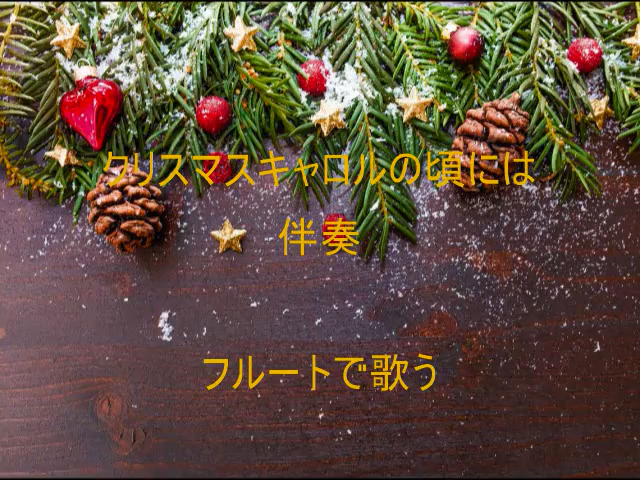 クリスマスキャロルの頃には
伴奏
フルートで歌う